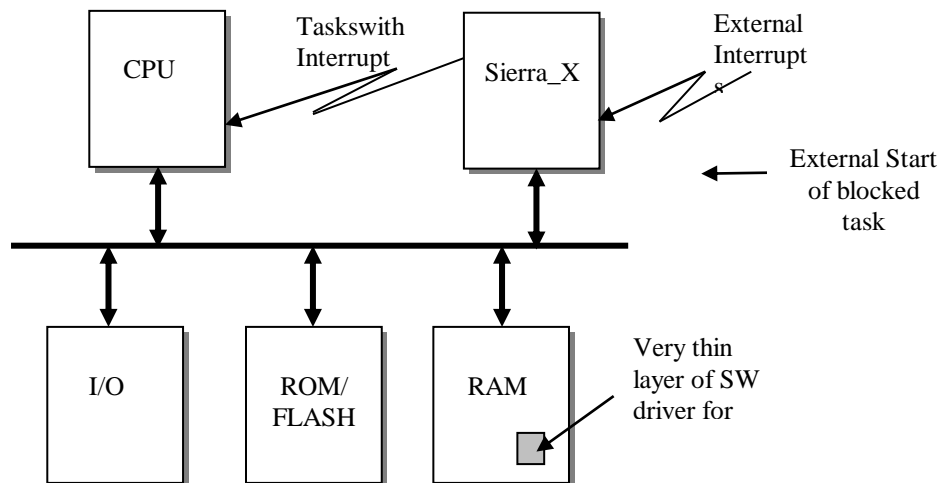 Taskswith
Interrupt
External
Interrupt
s
CPU
Sierra_X
External Start
of blocked
task
I/O
ROM/
FLASH
RAM
Very thin
layer of SW
driver for